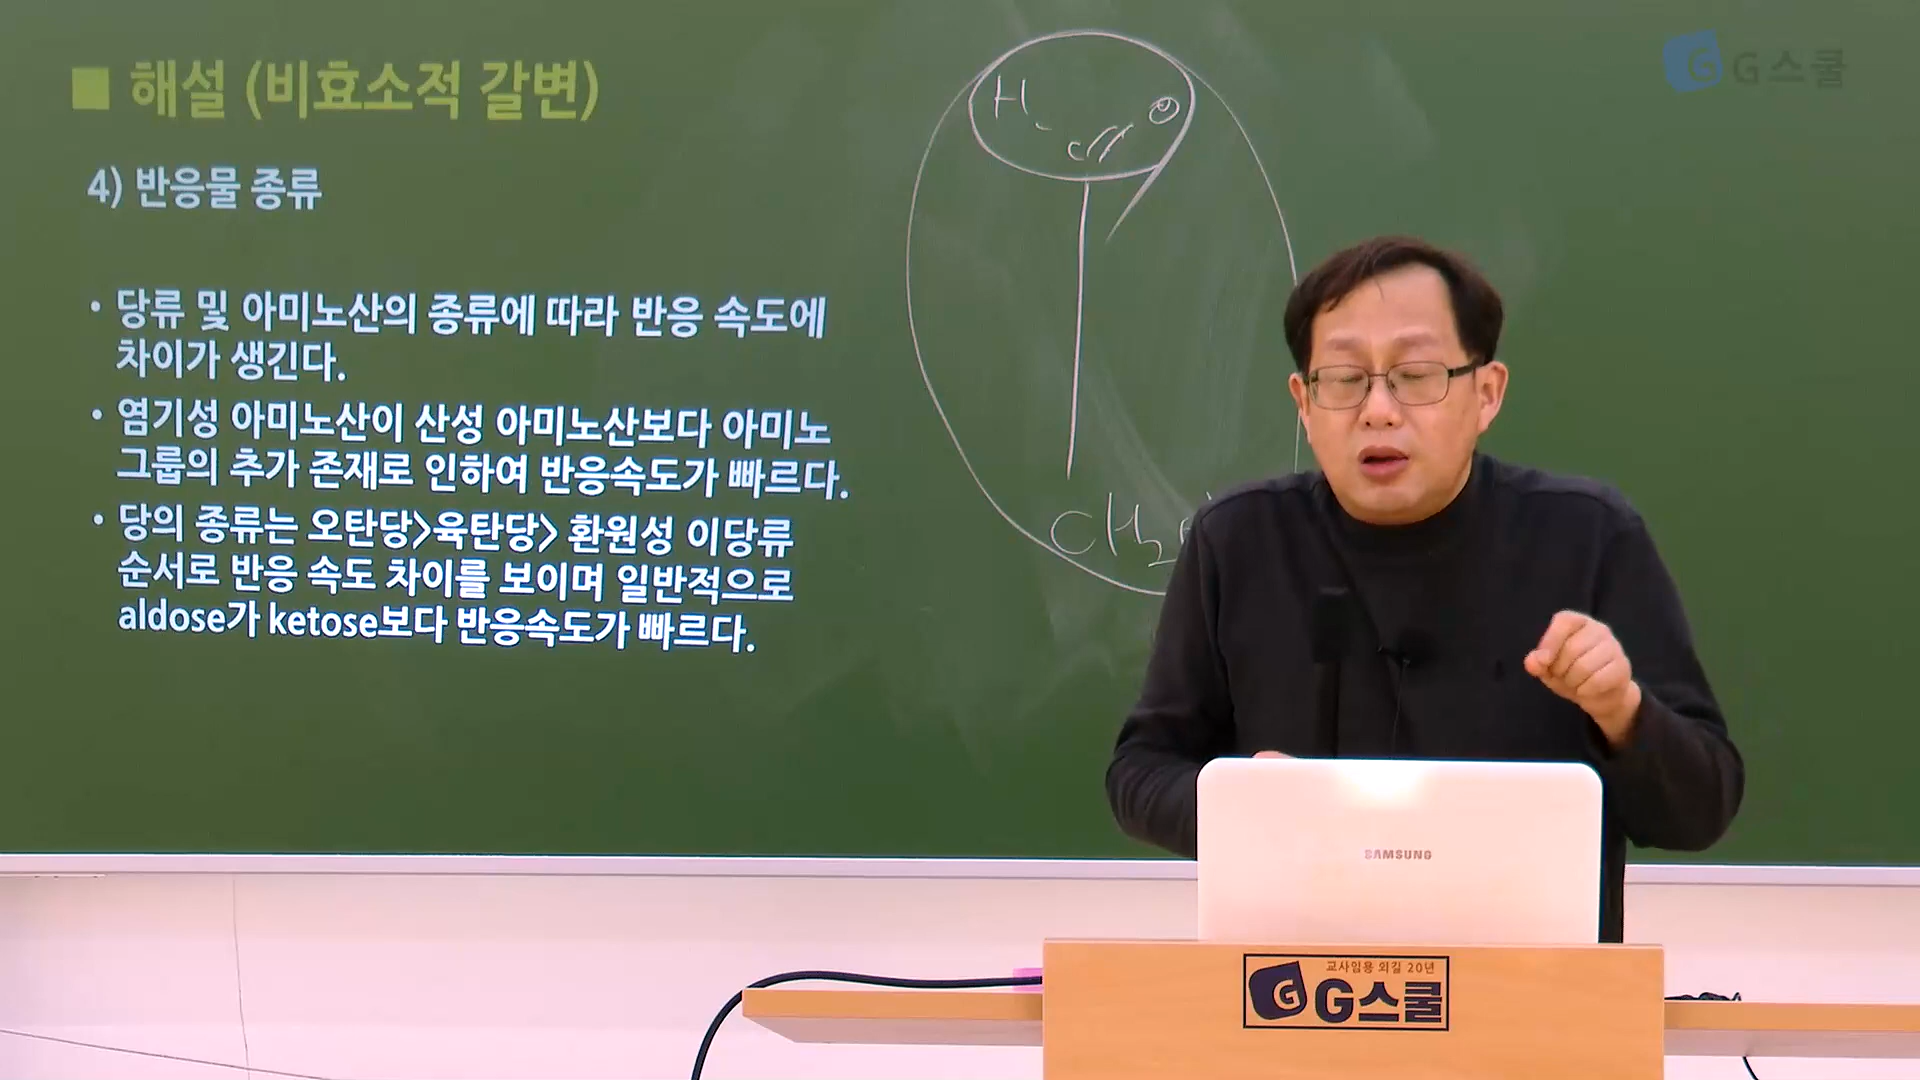 ■ 해설 (비효소적 갈변)
4) 반응물 종류
• 당류 및 아미노산의 종류에 따라 반응 속도에
차이가 생긴다.
• 염기성 아미노산이 산성 아미노산보다 아미노
그룹의 추가 존재로 인하여 반응속도가 빠르다.
• 당의 종류는 오탄당>육탄당> 환원성 이당류
순서로 반응 속도 차이를 보이며 일반적으로
aldose가 ketose보다 반응속도가 빠르다.
H
C
O
CH₂
G스쿨
SAMSUNG
교사임용 외길 20년
G스쿨